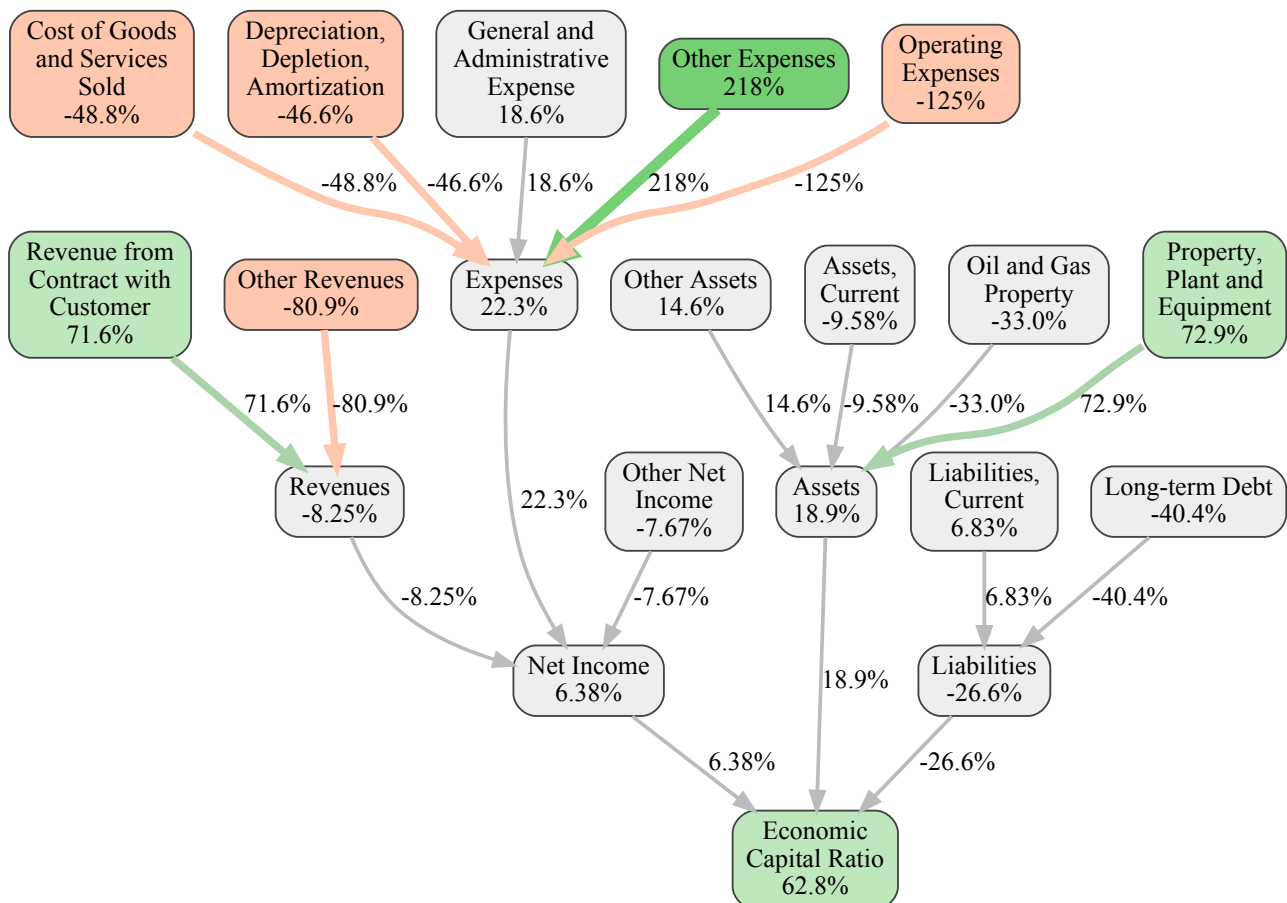 Cost of Goods
and Services
Sold
-48.8%
Depreciation,
Depletion,
Amortization
-46.6%
General and
Administrative
Expense
18.6%
Other Expenses
218%
Operating
Expenses
-125%
-48.8%
-46.6%
18.6%
218%
-125%
Revenue from
Contract with
Customer
71.6%
Other Revenues
-80.9%
Expenses
22.3%
Other Assets
14.6%
Assets,
Current
-9.58%
Oil and Gas
Property
-33.0%
Property,
Plant and
Equipment
72.9%
71.6%
-80.9%
14.6%
-9.58%
-33.0%
72.9%
Revenues
-8.25%
22.3%
Other Net
Income
-7.67%
Assets
18.9%
Liabilities,
Current
6.83%
Long-term Debt
-40.4%
-8.25%
-7.67%
6.83%
-40.4%
Net Income
6.38%
18.9%
Liabilities
-26.6%
6.38%
-26.6%
Economic
Capital Ratio
62.8%